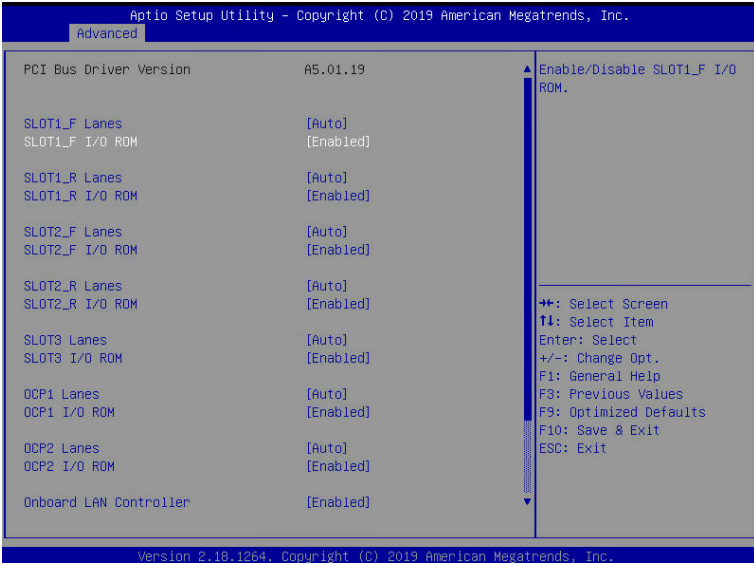 Aptio Setup Utility – Copyright (C) 2019 American Megatrends, Inc.
Advanced
PCI Bus Driver Version A5.01.19
SLOT1_F Lanes [Auto]
SLOT1_F I/O ROM [Enabled]
SLOT1_R Lanes [Auto]
SLOT1_R I/O ROM [Enabled]
SLOT2_F Lanes [Auto]
SLOT2_F I/O ROM [Enabled]
SLOT2_R Lanes [Auto]
SLOT2_R I/O ROM [Enabled]
SLOT3 Lanes [Auto]
SLOT3 I/O ROM [Enabled]
OCP1 Lanes [Auto]
OCP1 I/O ROM [Enabled]
OCP2 Lanes [Auto]
OCP2 I/O ROM [Enabled]
Onboard LAN Controller [Enabled]
Enable/Disable SLOT1_F I/O
ROM.
→←: Select Screen
↑↓: Select Item
Enter: Select
+/-: Change Opt.
F1: General Help
F3: Previous Values
F9: Optimized Defaults
F10: Save & Exit
ESC: Exit
Version 2.18.1264. Copyright (C) 2019 American Megatrends, Inc.